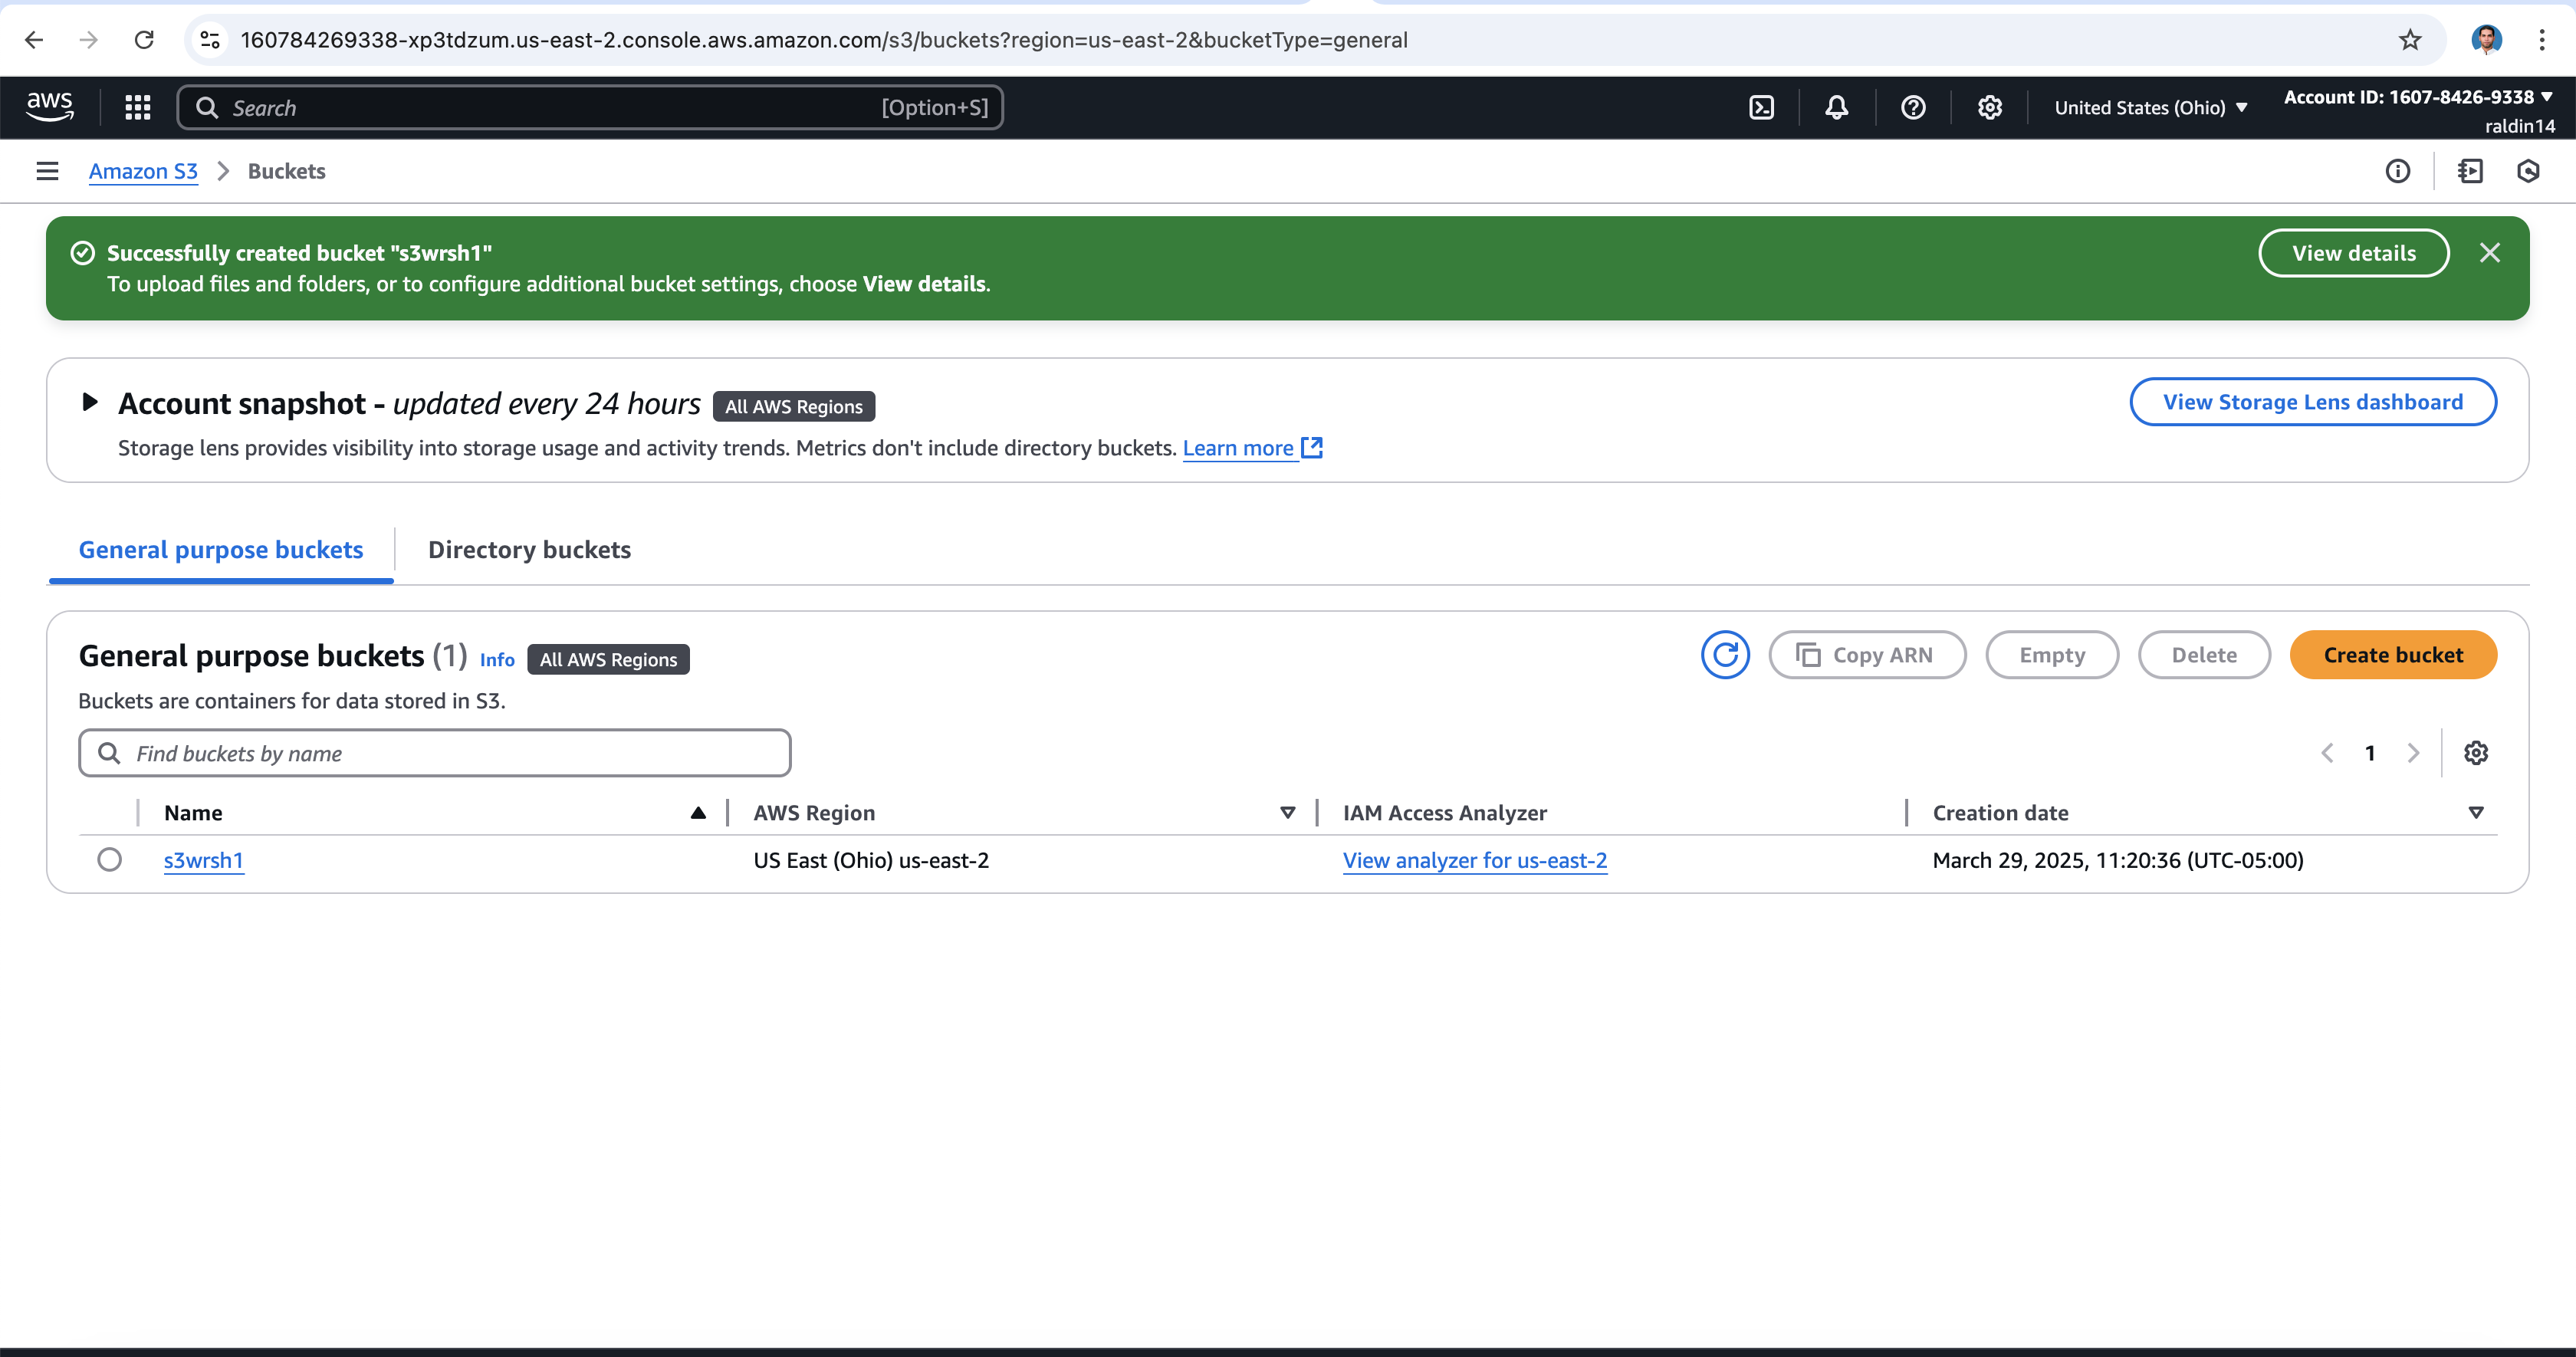 160784269338-xp3tdzum.us-east-2.console.aws.amazon.com/s3/buckets?region=us-east-2&bucketType=general
aws
Search [Option+S]
United States (Ohio)
Account ID: 1607-8426-9338
raldin14
Amazon S3 Buckets
Successfully created bucket "s3wrsh1"
To upload files and folders, or to configure additional bucket settings, choose View details.
View details
Account snapshot - updated every 24 hours All AWS Regions
View Storage Lens dashboard
Storage lens provides visibility into storage usage and activity trends. Metrics don't include directory buckets. Learn more
General purpose buckets Directory buckets
General purpose buckets (1) Info All AWS Regions
Copy ARN Empty Delete Create bucket
Buckets are containers for data stored in S3.
Find buckets by name
1
Name AWS Region IAM Access Analyzer Creation date
s3wrsh1 US East (Ohio) us-east-2 View analyzer for us-east-2 March 29, 2025, 11:20:36 (UTC-05:00)